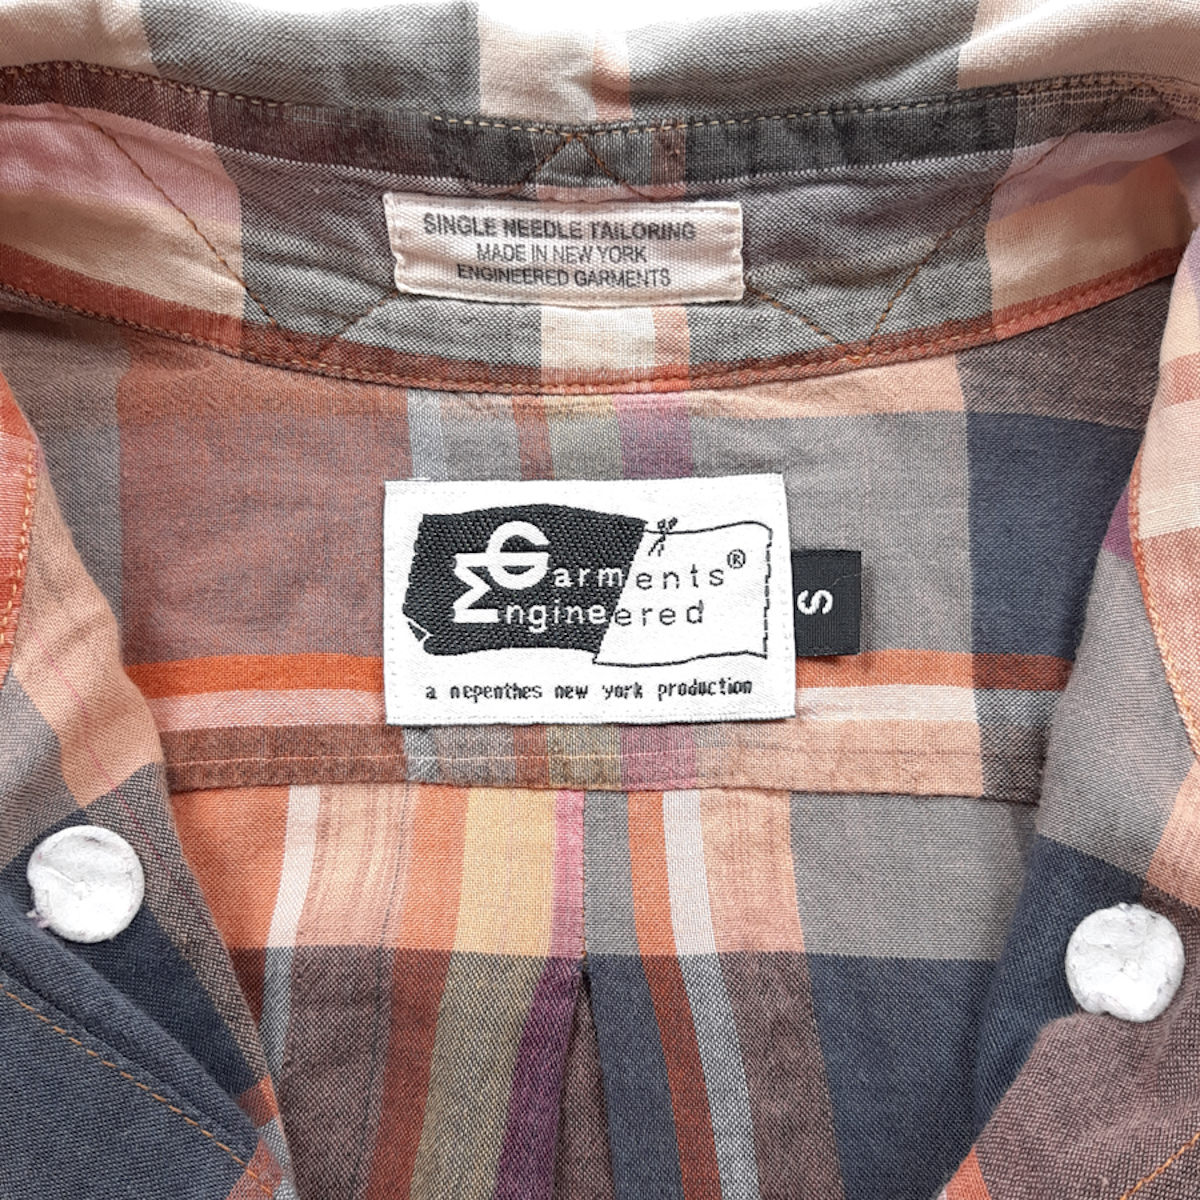 SINGLE NEEDLE TAILORING
MADE IN NEW YORK
ENGINEERED GARMENTS
Garments®
Engineered
a nepenthes new york production
S